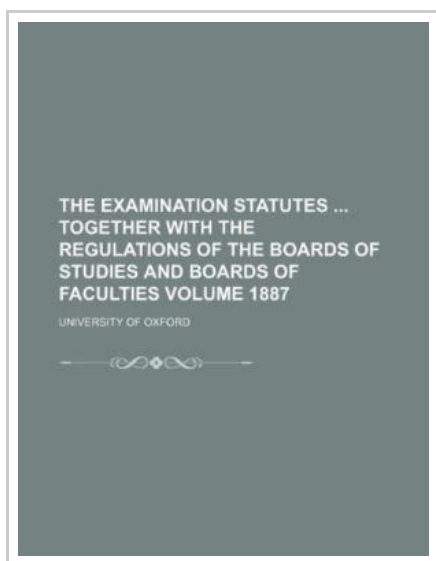 THE EXAMINATION STATUTES ...
TOGETHER WITH THE
REGULATIONS OF THE BOARDS OF
STUDIES AND BOARDS OF
FACULTIES VOLUME 1887
UNIVERSITY OF OXFORD